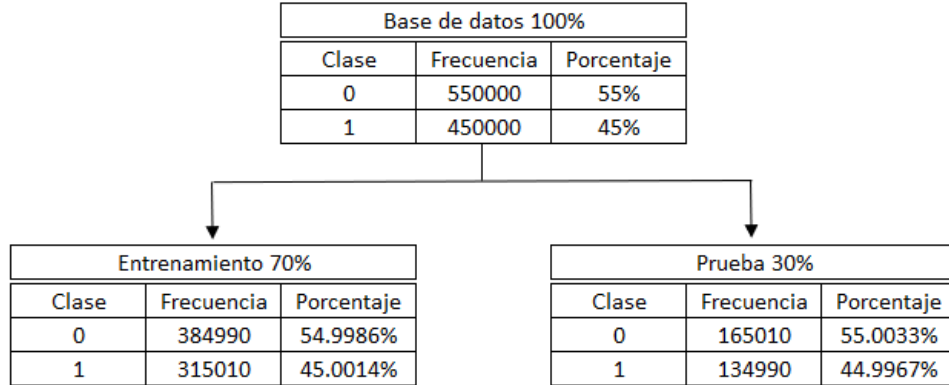 Base de datos 100%
Clase Frecuencia Porcentaje
0 550000 55%
1 450000 45%
Entrenamiento 70%
Clase Frecuencia Porcentaje
0 384990 54.9986%
1 315010 45.0014%
Prueba 30%
Clase Frecuencia Porcentaje
0 165010 55.0033%
1 134990 44.9967%